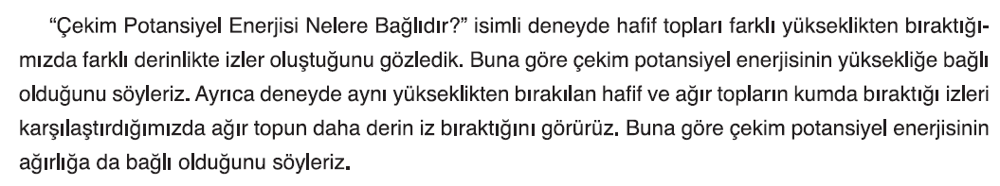 “Çekim Potansiyel Enerjisi Nelere Bağlıdır?” isimli deneyde hafif topları farklı yükseklikten bıraktığı-
mızda farklı derinlikte izler oluştuğunu gözledik. Buna göre çekim potansiyel enerjisinin yüksekliğe bağlı
olduğunu söyleriz. Ayrıca deneyde aynı yükseklikten bırakılan hafif ve ağır topların kumda bıraktığı izleri
karşılaştırdığımızda ağır topun daha derin iz bıraktığını görürüz. Buna göre çekim potansiyel enerjisinin
ağırlığa da bağlı olduğunu söyleriz.